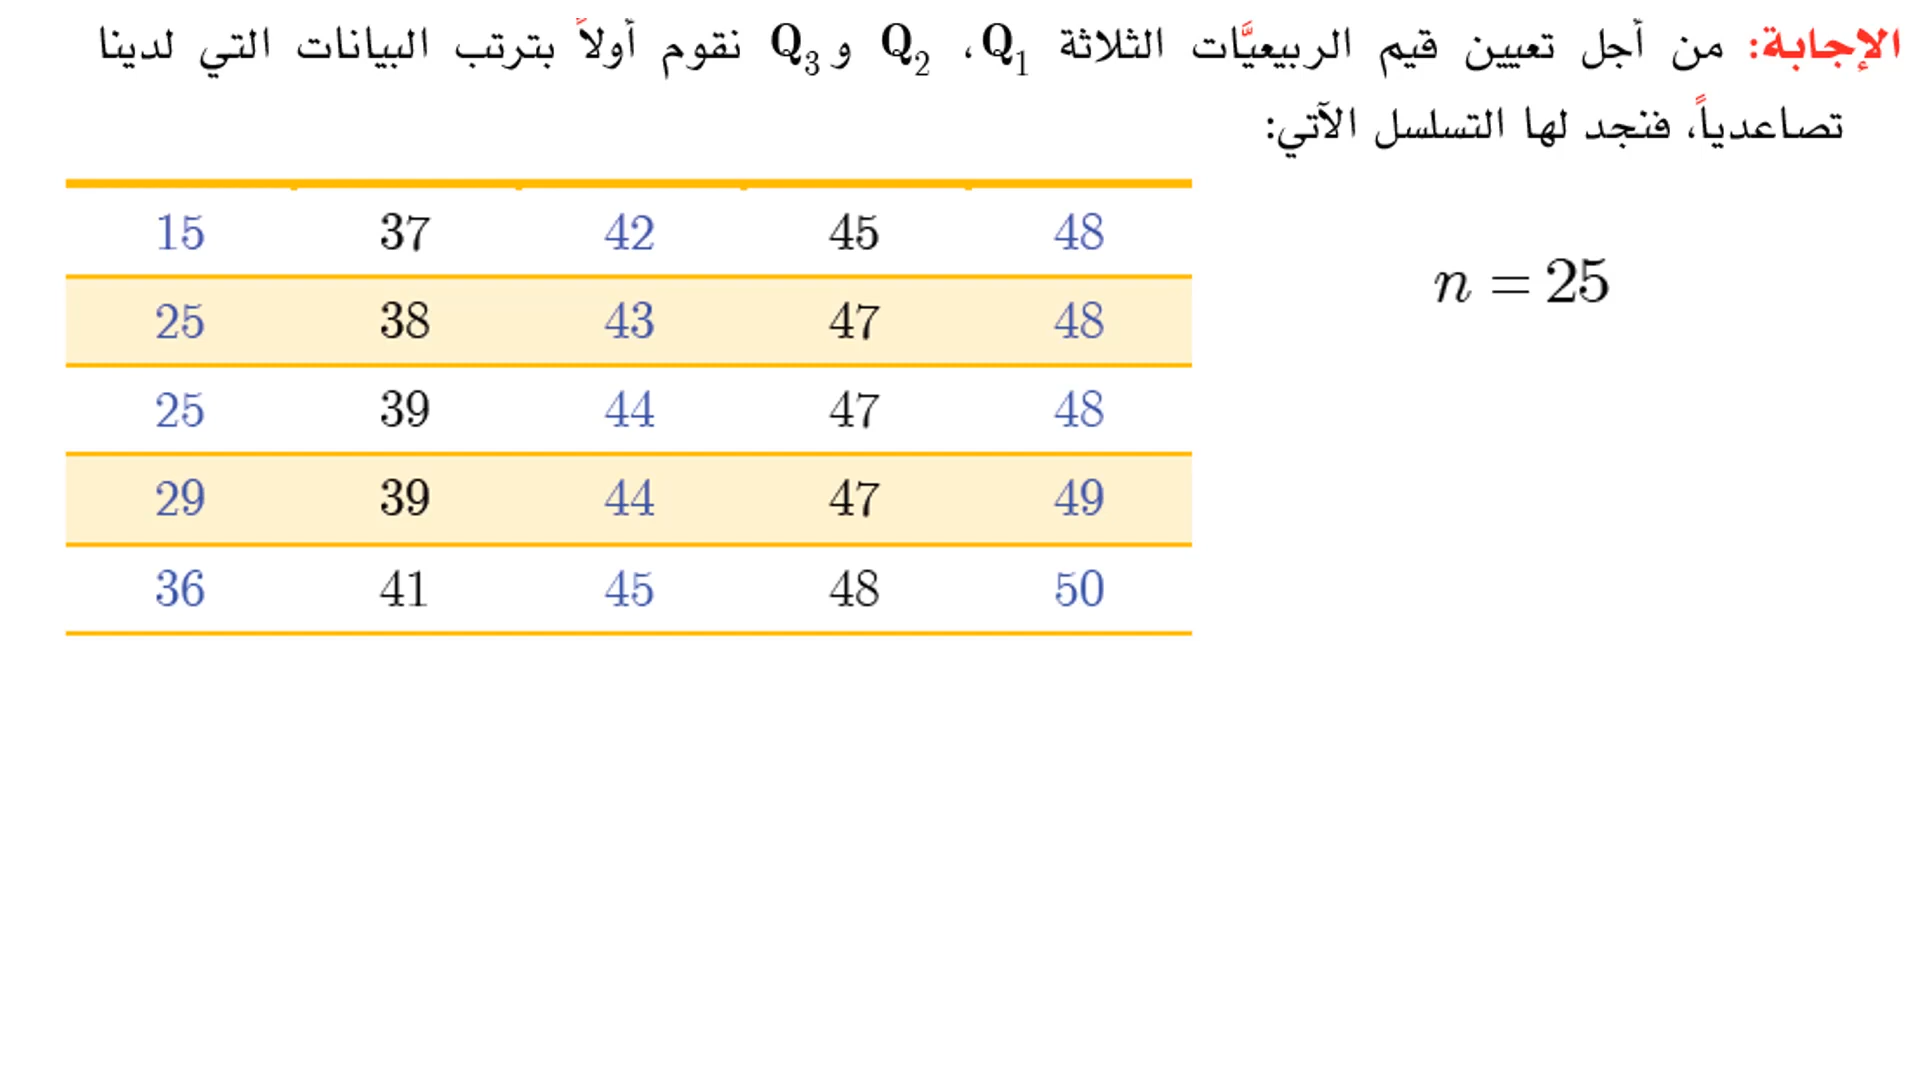 الإجابة: من أجل تعيين قيم الربيعيَّات الثلاثة Q1، Q2 و Q3 نقوم أولاً بترتب البيانات التي لدينا
تصاعدياً، فنجد لها التسلسل الآتي:
15 37 42 45 48
n = 25
25 38 43 47 48
25 39 44 47 48
29 39 44 47 49
36 41 45 48 50